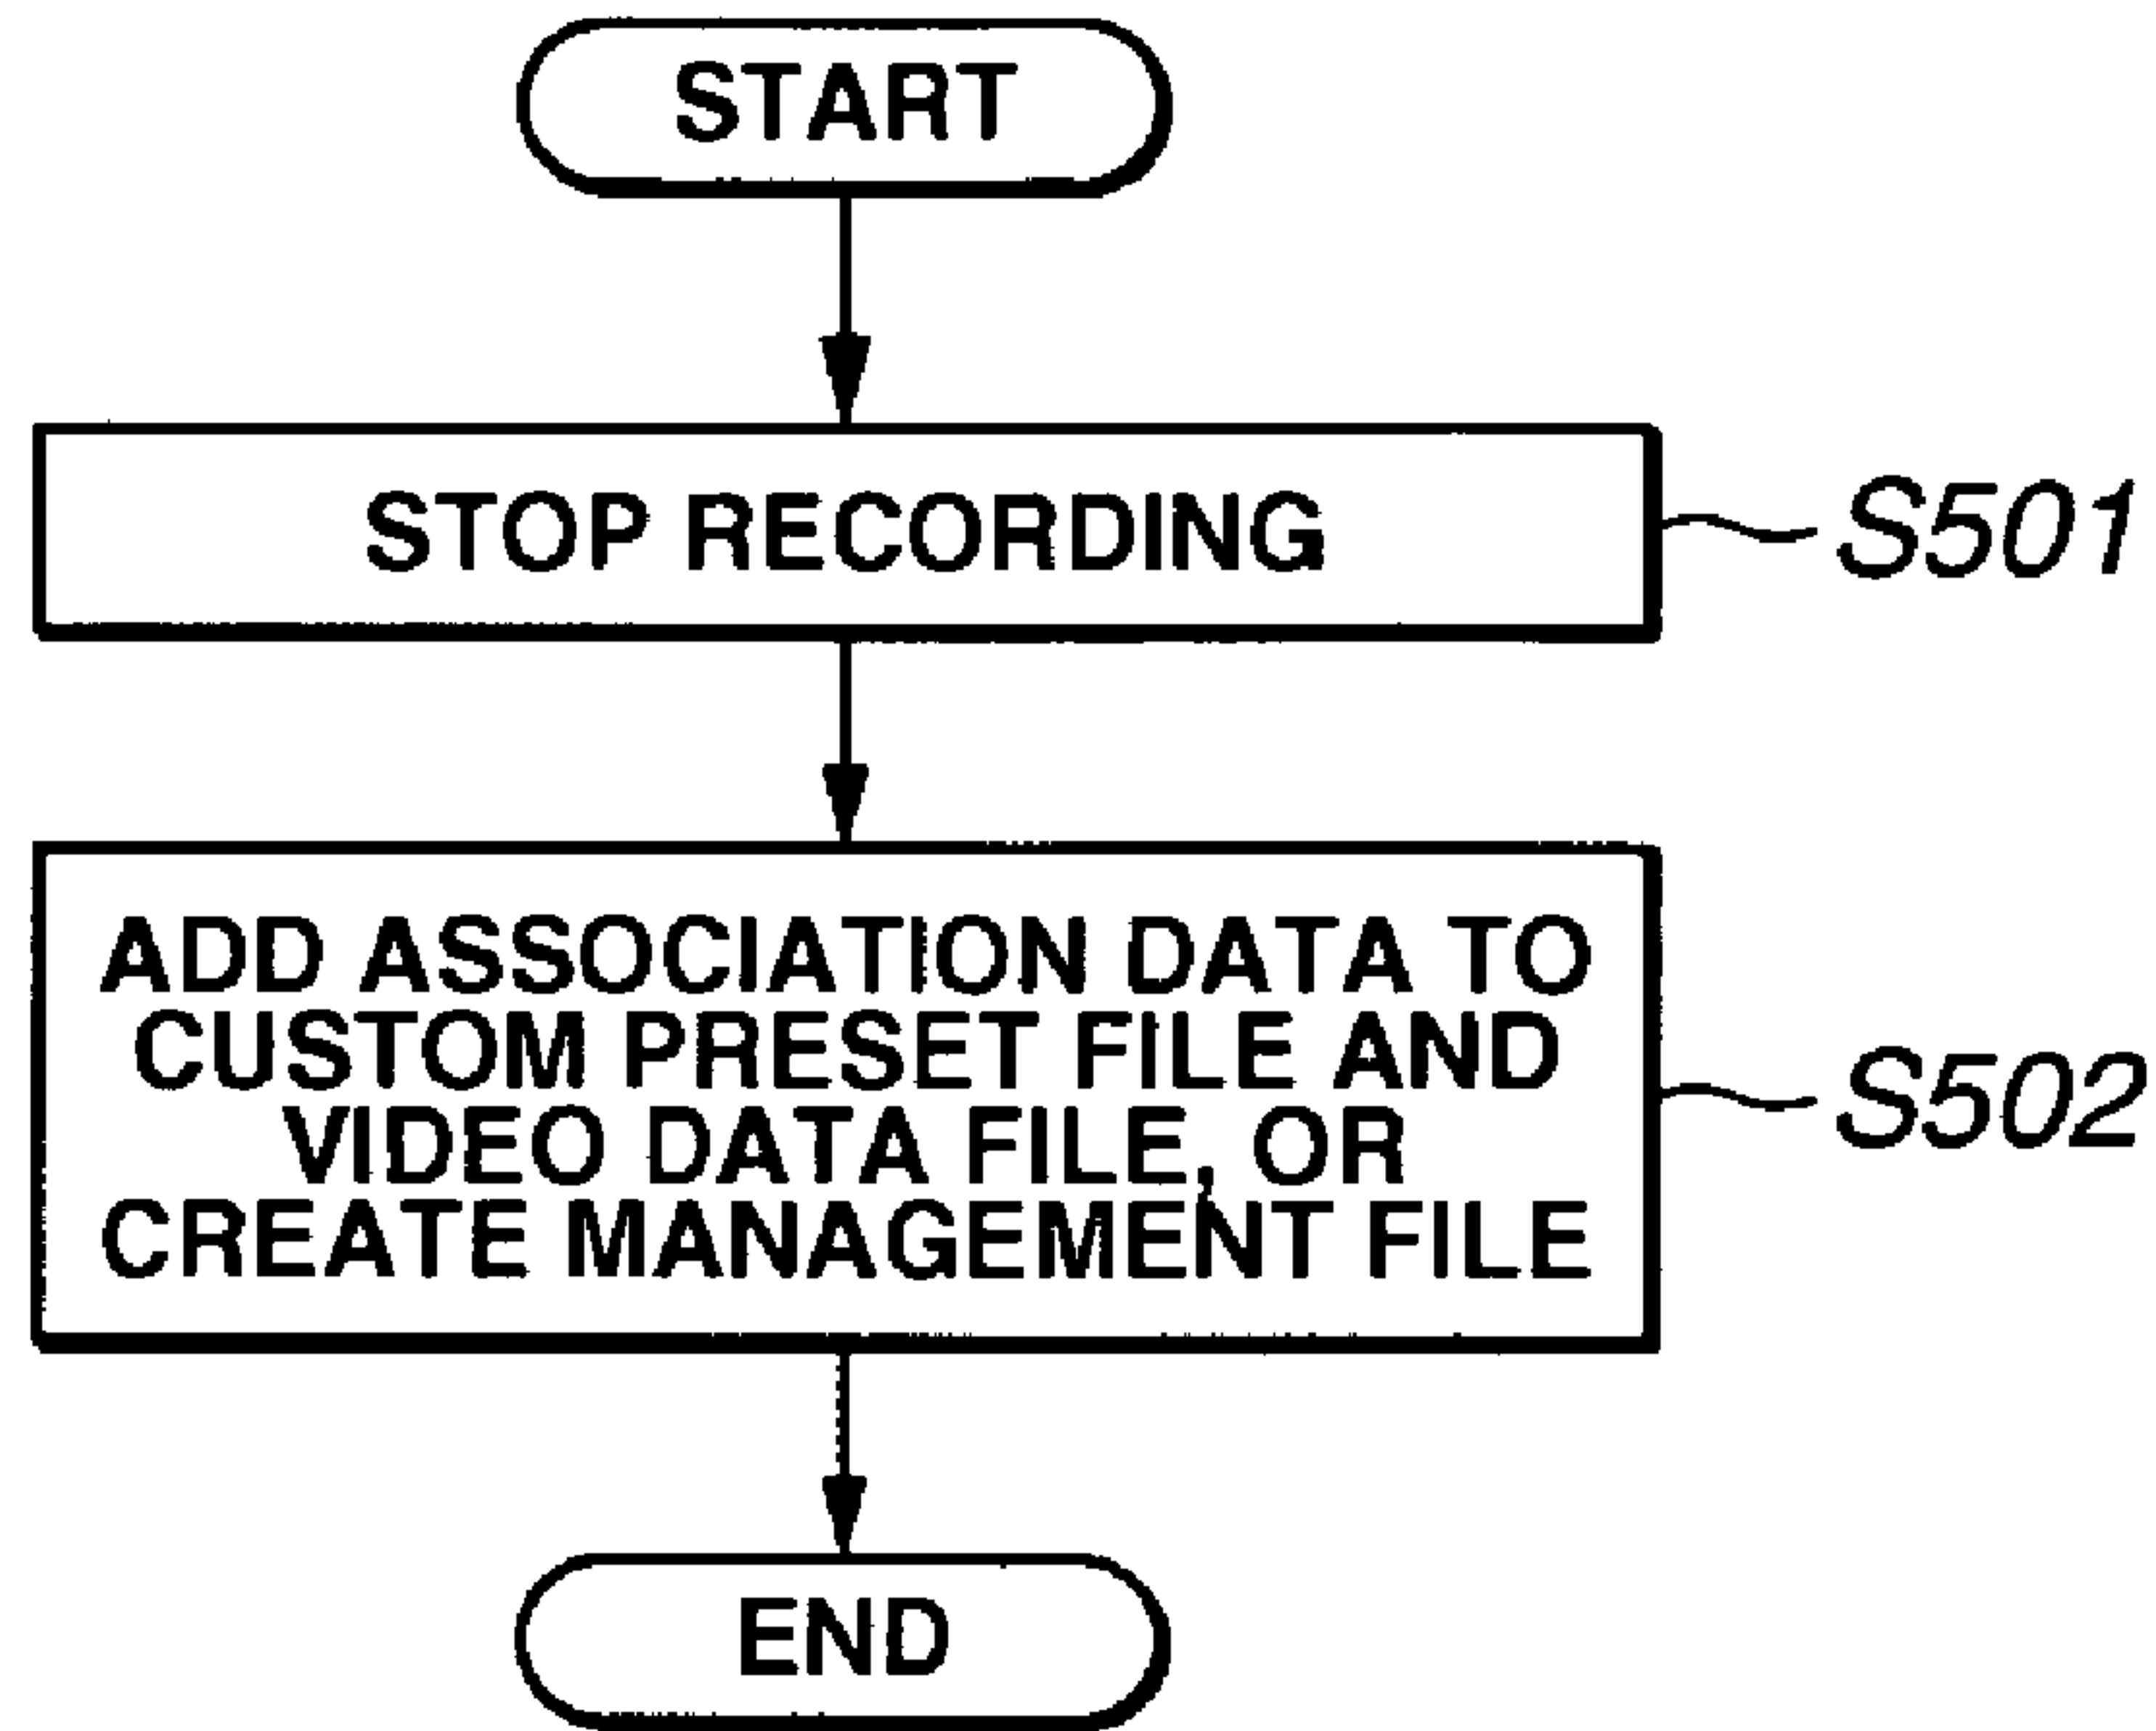 START
STOP RECORDING
S501
ADD ASSOCIATION DATA TO
CUSTOM PRESET FILE AND
VIDEO DATA FILE, OR
CREATE MANAGEMENT FILE
S502
END